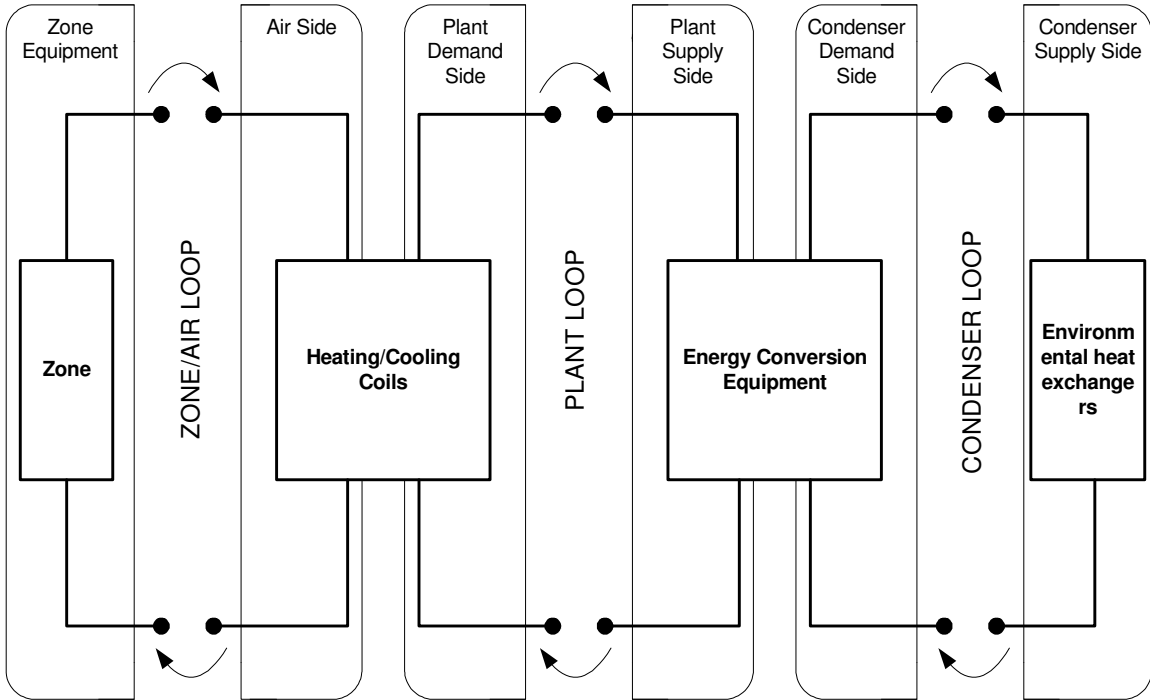 Zone
Equipment
Air Side
Plant
Demand
Side
Plant
Supply
Side
Condenser
Demand
Side
Condenser
Supply Side
ZONE/AIR LOOP
PLANT LOOP
CONDENSER LOOP
Zone
Heating/Cooling
Coils
Energy Conversion
Equipment
Environm
ental heat
exchange
rs